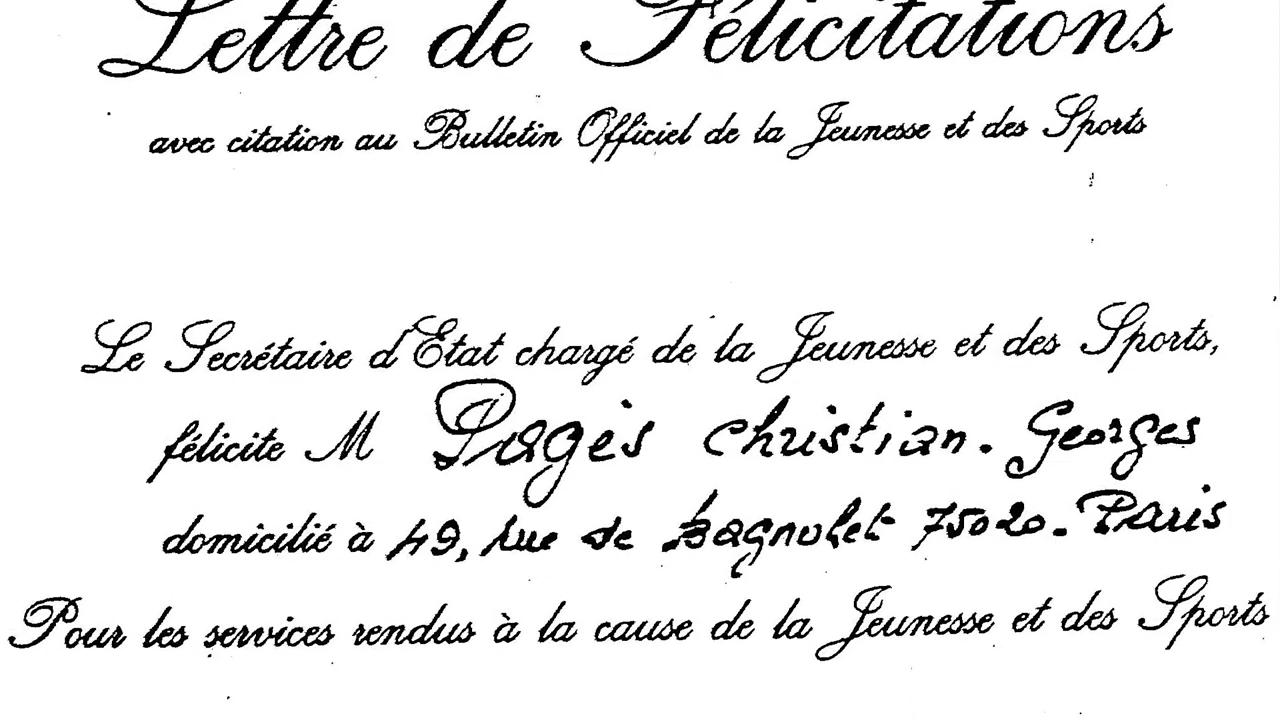 Lettre de Félicitations
avec citation au Bulletin Officiel de la Jeunesse et des Sports
Le Secrétaire d'Etat chargé de la Jeunesse et des Sports,
félicite M Pagès Christian. Georges
domicilié à 49, rue de Bagnolet 75020. Paris
Pour les services rendus à la cause de la Jeunesse et des Sports